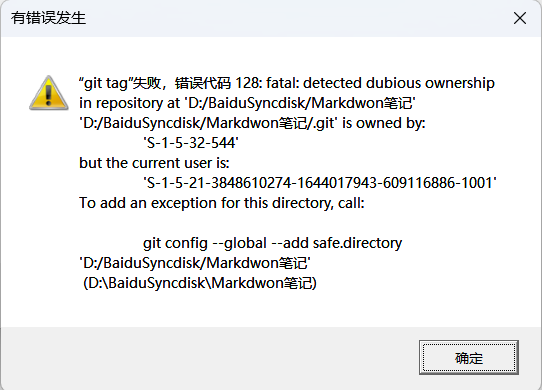 有错误发生
“git tag”失败，错误代码 128: fatal: detected dubious ownership
in repository at 'D:/BaiduSyncdisk/Markdwon笔记'
'D:/BaiduSyncdisk/Markdwon笔记/.git' is owned by:
'S-1-5-32-544'
but the current user is:
'S-1-5-21-3848610274-1644017943-609116886-1001'
To add an exception for this directory, call:
git config --global --add safe.directory
'D:/BaiduSyncdisk/Markdwon笔记'
(D:\BaiduSyncdisk\Markdwon笔记)
确定